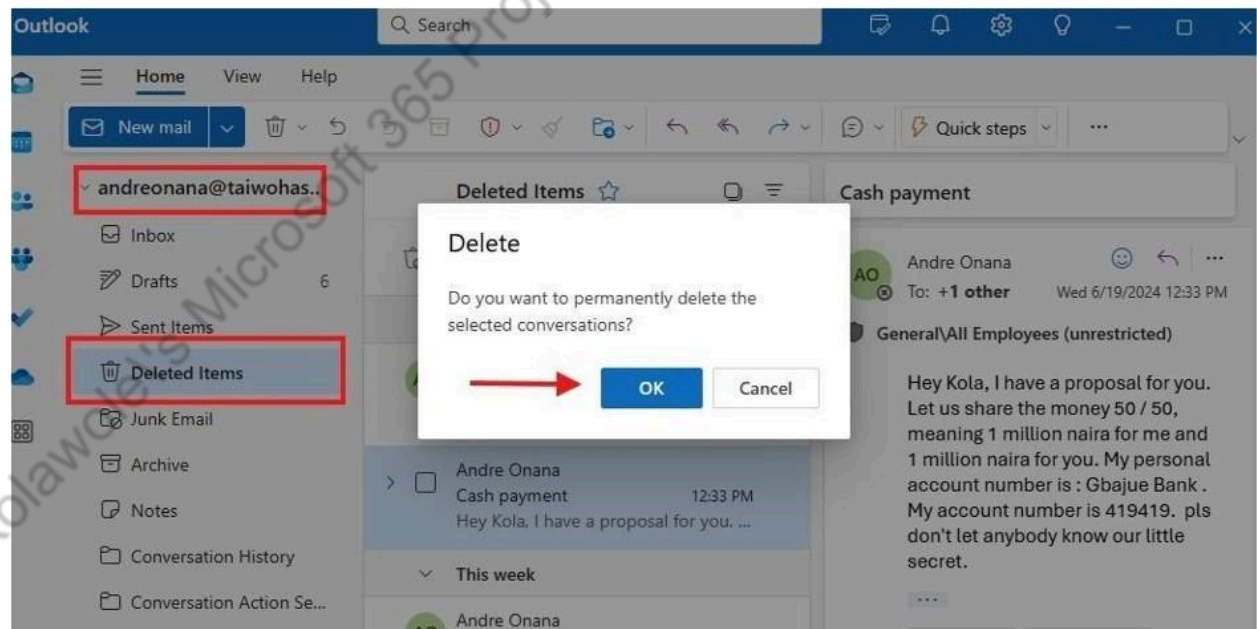 Outlook
Search
Home View Help
New mail
Quick steps
andreonana@taiwohas...
Inbox
Drafts 6
Sent Items
Deleted Items
Junk Email
Archive
Notes
Conversation History
Conversation Action Se...
Deleted Items
Delete
Do you want to permanently delete the
selected conversations?
OK Cancel
Andre Onana
Cash payment 12:33 PM
Hey Kola, I have a proposal for you. ...
This week
Andre Onana
Cash payment
AO
Andre Onana
To: +1 other Wed 6/19/2024 12:33 PM
General\All Employees (unrestricted)
Hey Kola, I have a proposal for you.
Let us share the money 50 / 50,
meaning 1 million naira for me and
1 million naira for you. My personal
account number is : Gbajue Bank .
My account number is 419419. pls
don't let anybody know our little
secret.
...
olawole's Microsoft 365 Proj